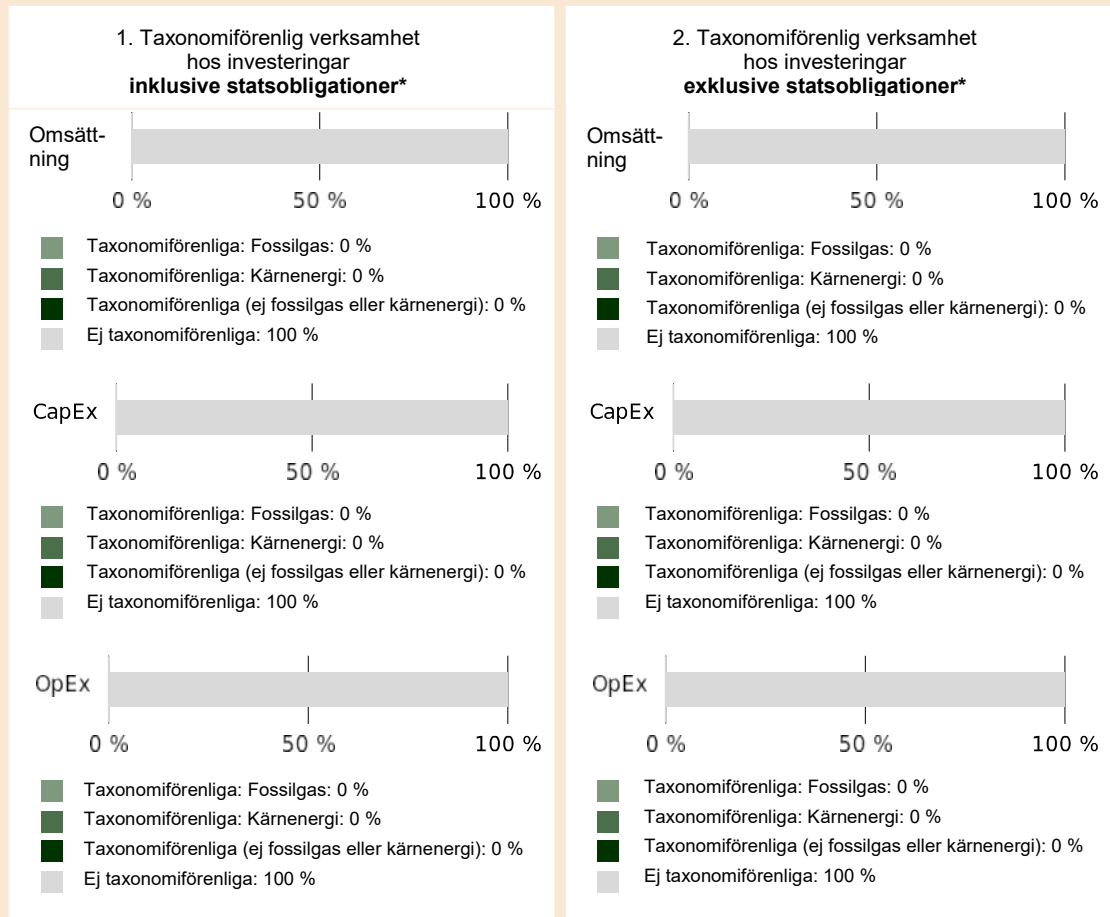 1. Taxonomiförenlig verksamhet
hos investeringar
inklusive statsobligationer*
Omsätt-
ning
0 % 50 % 100 %
Taxonomiförenliga: Fossilgas: 0 %
Taxonomiförenliga: Kärnenergi: 0 %
Taxonomiförenliga (ej fossilgas eller kärnenergi): 0 %
Ej taxonomiförenliga: 100 %
CapEx
0 % 50 % 100 %
Taxonomiförenliga: Fossilgas: 0 %
Taxonomiförenliga: Kärnenergi: 0 %
Taxonomiförenliga (ej fossilgas eller kärnenergi): 0 %
Ej taxonomiförenliga: 100 %
OpEx
0 % 50 % 100 %
Taxonomiförenliga: Fossilgas: 0 %
Taxonomiförenliga: Kärnenergi: 0 %
Taxonomiförenliga (ej fossilgas eller kärnenergi): 0 %
Ej taxonomiförenliga: 100 %
2. Taxonomiförenlig verksamhet
hos investeringar
exklusive statsobligationer*
Omsätt-
ning
0 % 50 % 100 %
Taxonomiförenliga: Fossilgas: 0 %
Taxonomiförenliga: Kärnenergi: 0 %
Taxonomiförenliga (ej fossilgas eller kärnenergi): 0 %
Ej taxonomiförenliga: 100 %
CapEx
0 % 50 % 100 %
Taxonomiförenliga: Fossilgas: 0 %
Taxonomiförenliga: Kärnenergi: 0 %
Taxonomiförenliga (ej fossilgas eller kärnenergi): 0 %
Ej taxonomiförenliga: 100 %
OpEx
0 % 50 % 100 %
Taxonomiförenliga: Fossilgas: 0 %
Taxonomiförenliga: Kärnenergi: 0 %
Taxonomiförenliga (ej fossilgas eller kärnenergi): 0 %
Ej taxonomiförenliga: 100 %